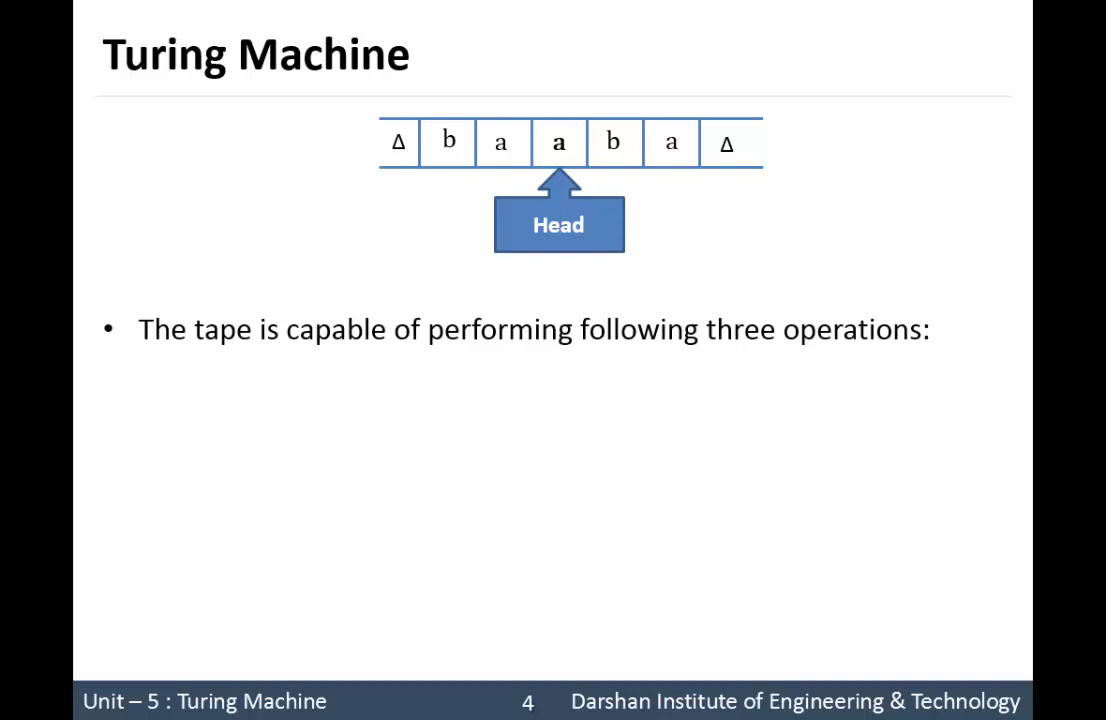 Turing Machine
Δ b a a b a Δ
Head
• The tape is capable of performing following three operations:
Unit – 5 : Turing Machine 4 Darshan Institute of Engineering & Technology